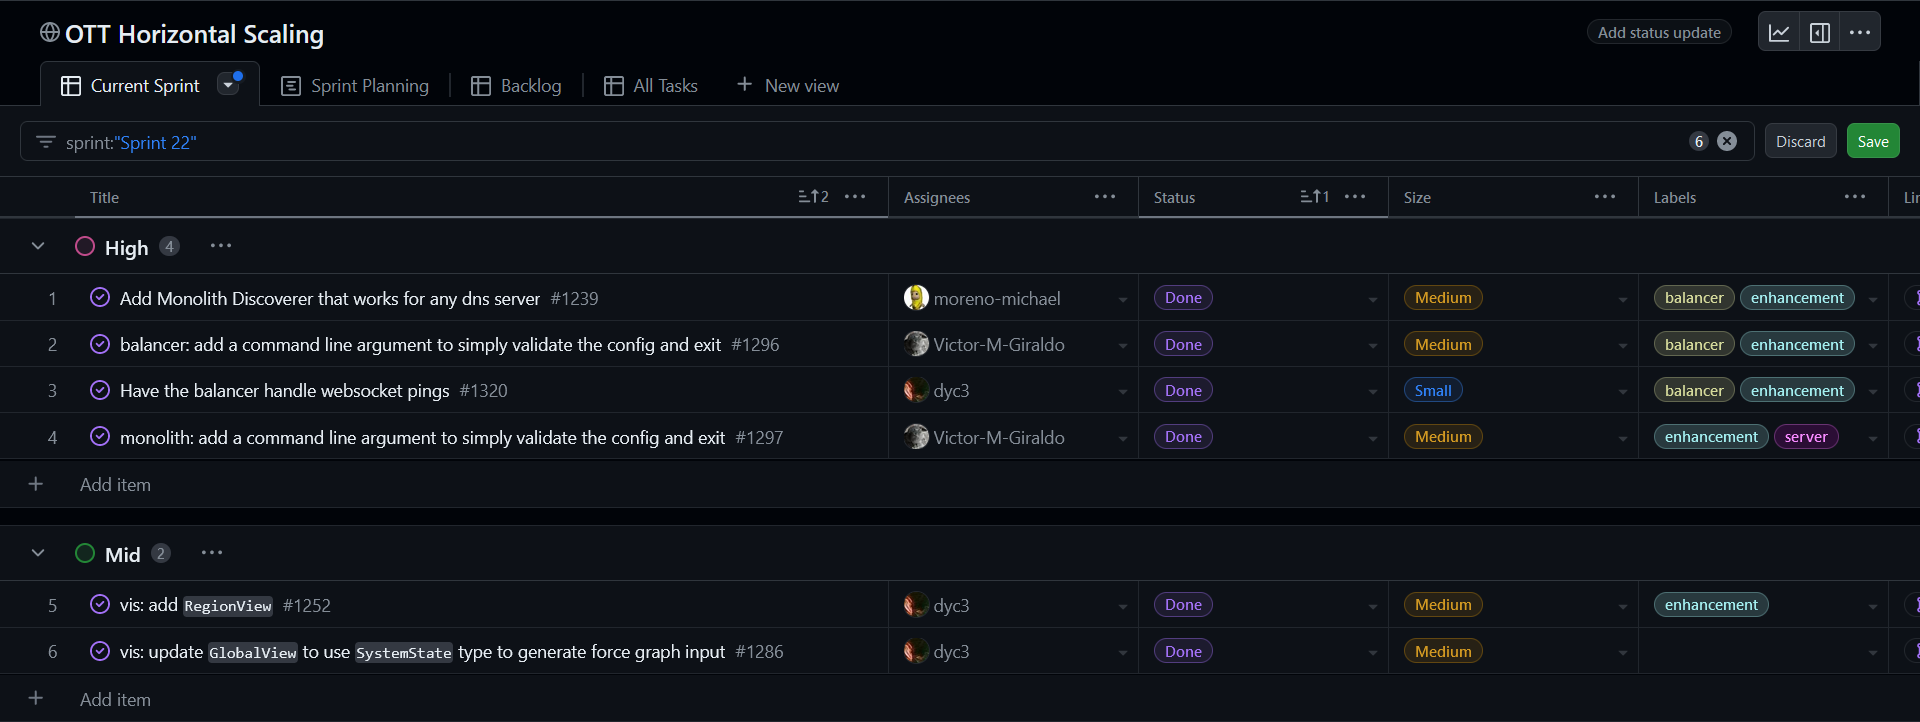 OTT Horizontal Scaling
Add status update
Current Sprint
Sprint Planning
Backlog
All Tasks
New view
sprint:"Sprint 22"
6
Discard
Save
Title 2 Assignees Status 1 Size Labels
High 4
1 Add Monolith Discoverer that works for any dns server #1239 moreno-michael Done Medium balancer enhancement
2 balancer: add a command line argument to simply validate the config and exit #1296 Victor-M-Giraldo Done Medium balancer enhancement
3 Have the balancer handle websocket pings #1320 dyc3 Done Small balancer enhancement
4 monolith: add a command line argument to simply validate the config and exit #1297 Victor-M-Giraldo Done Medium enhancement server
Add item
Mid 2
5 vis: add RegionView #1252 dyc3 Done Medium enhancement
6 vis: update GlobalView to use SystemState type to generate force graph input #1286 dyc3 Done Medium
Add item